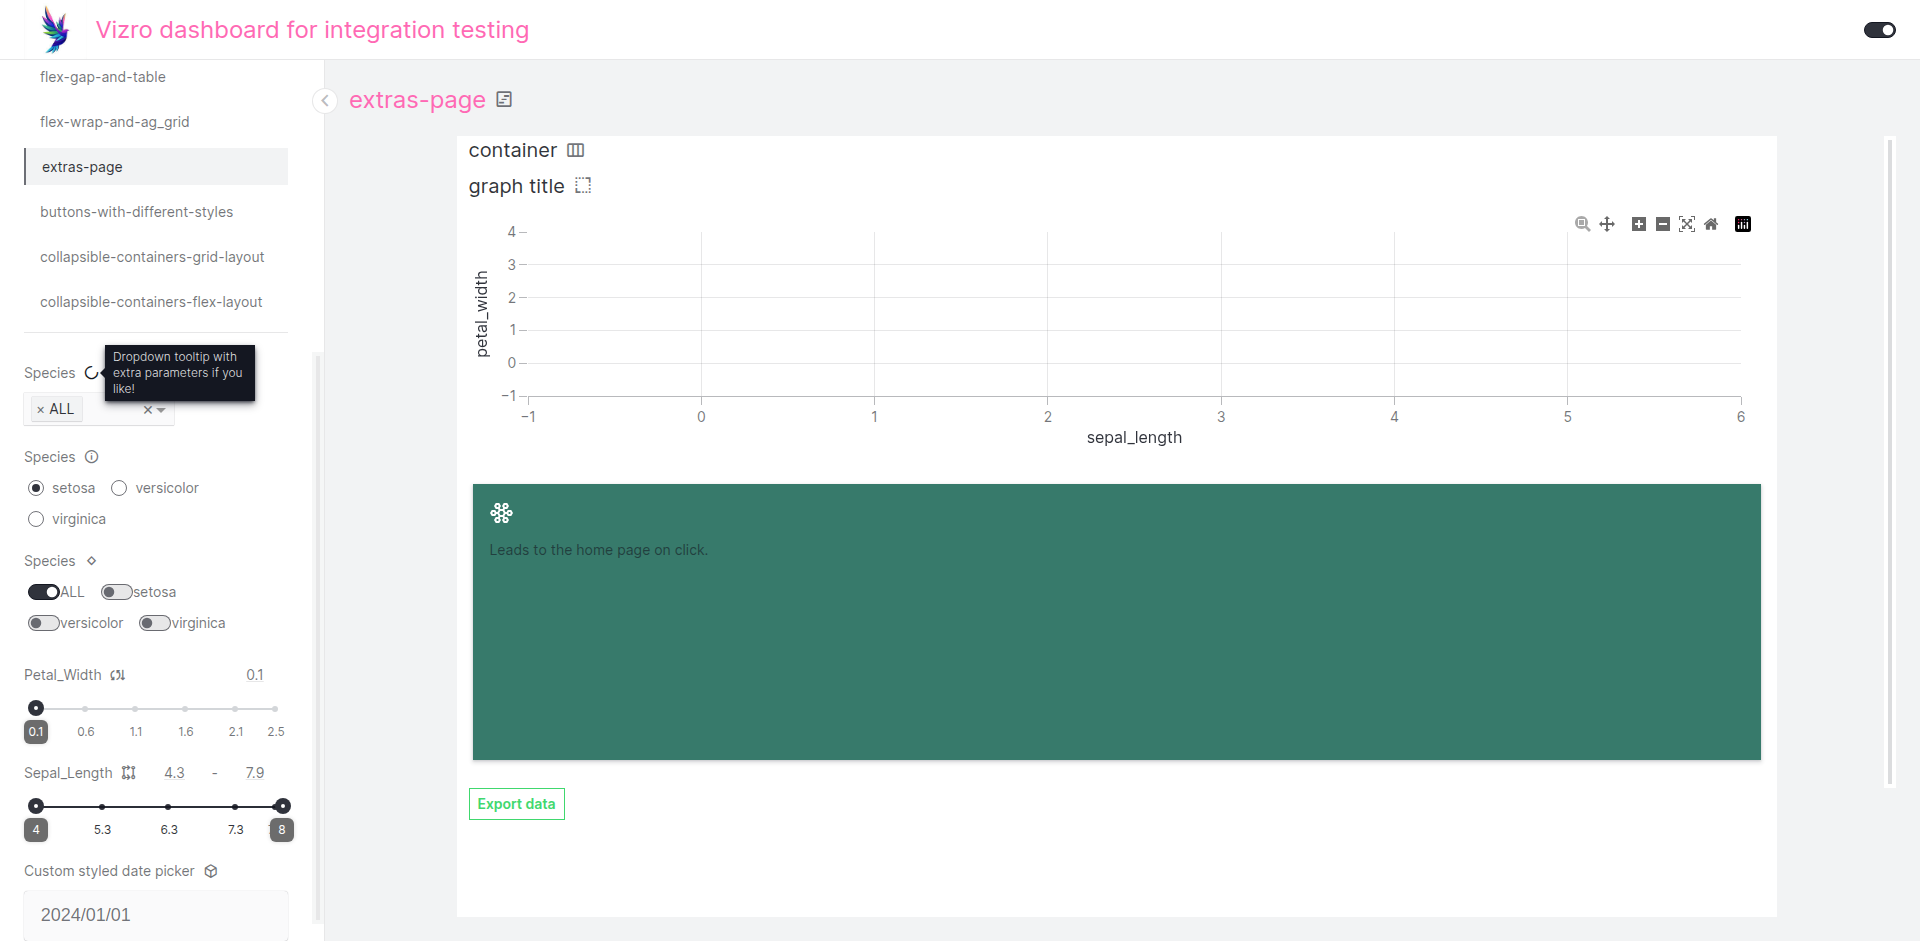 Vizro dashboard for integration testing
flex-gap-and-table
flex-wrap-and-ag_grid
extras-page
buttons-with-different-styles
collapsible-containers-grid-layout
collapsible-containers-flex-layout
Species
Dropdown tooltip with
extra parameters if you
like!
× ALL ×
Species
setosa versicolor
virginica
Species
ALL setosa
versicolor virginica
Petal_Width 0.1
0.1 0.6 1.1 1.6 2.1 2.5
Sepal_Length 4.3 - 7.9
4 5.3 6.3 7.3 8
Custom styled date picker
2024/01/01
extras-page
container
graph title
4
3
2
1
0
−1
petal_width
−1 0 1 2 3 4 5 6
sepal_length
Leads to the home page on click.
Export data